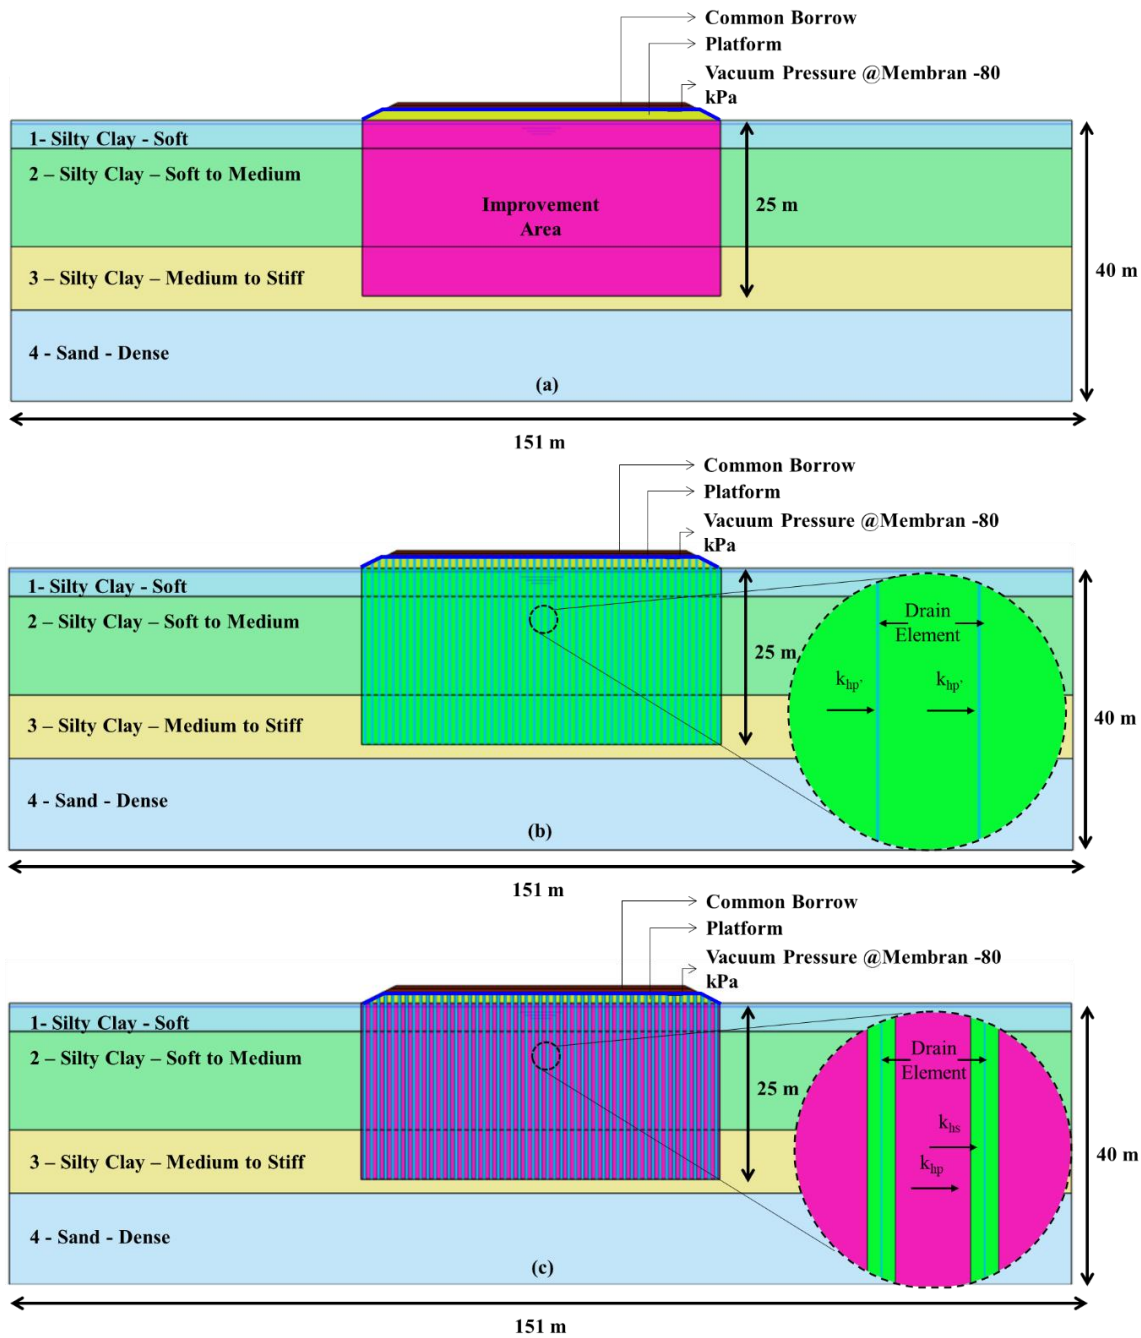 Common Borrow
Platform
Vacuum Pressure @Membran -80
kPa
1- Silty Clay - Soft
2 – Silty Clay – Soft to Medium
Improvement
Area
25 m
3 – Silty Clay – Medium to Stiff
40 m
4 - Sand - Dense
(a)
151 m
Common Borrow
Platform
Vacuum Pressure @Membran -80
kPa
1- Silty Clay - Soft
2 – Silty Clay – Soft to Medium
Drain
Element
25 m
khp'
khp'
3 – Silty Clay – Medium to Stiff
40 m
4 - Sand - Dense
(b)
151 m
Common Borrow
Platform
Vacuum Pressure @Membran -80
kPa
1- Silty Clay - Soft
2 – Silty Clay – Soft to Medium
Drain
Element
25 m
khs
3 – Silty Clay – Medium to Stiff
khp
40 m
4 - Sand - Dense
(c)
151 m